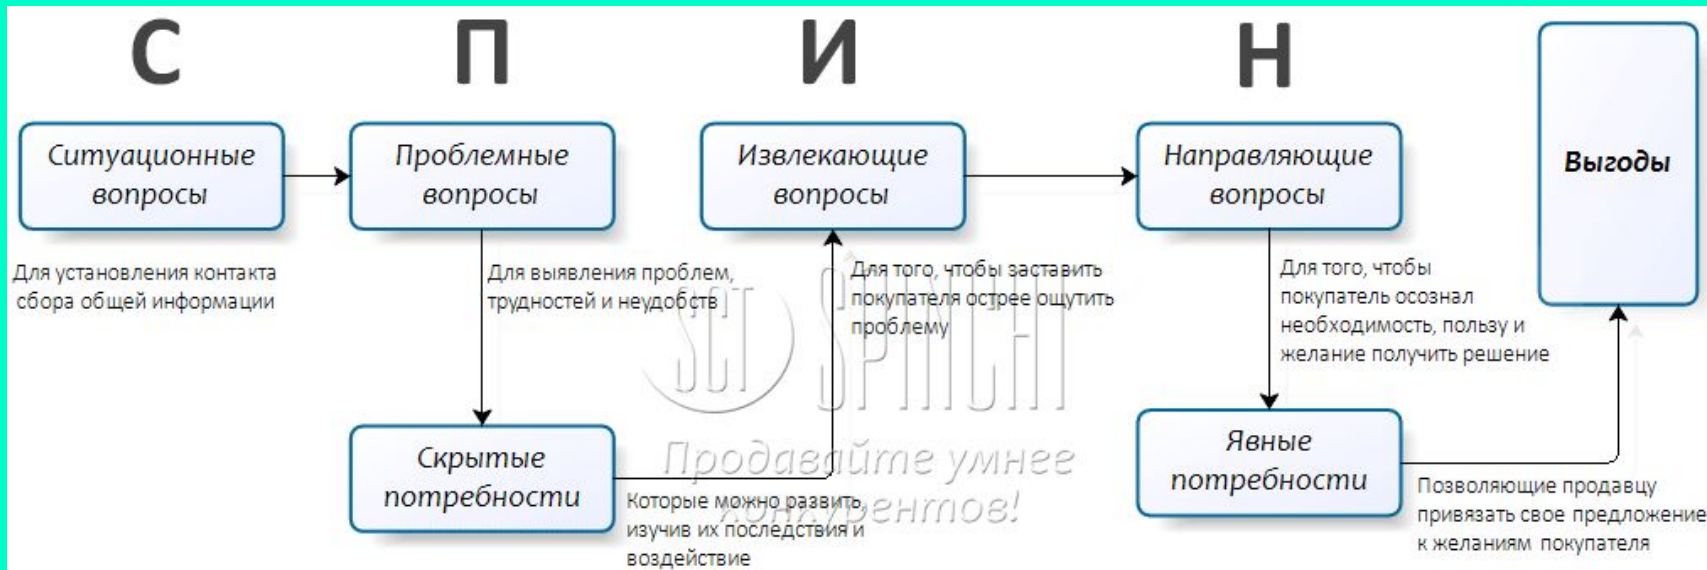 С
П
И
Н
Ситуационные
вопросы
Проблемные
вопросы
Извлекающие
вопросы
Направляющие
вопросы
Выгоды
Для установления контакта
сбора общей информации
Для выявления проблем,
трудностей и неудобств
Для того, чтобы заставить
покупателя острее ощутить
проблему
Для того, чтобы
покупатель осознал
необходимость, пользу и
желание получить решение
SCT SPINCAT
Продавайте умнее
конкурентов!
Скрытые
потребности
Которые можно развить,
изучив их последствия и
воздействие
Явные
потребности
Позволяющие продавцу
привязать свое предложение
к желаниям покупателя